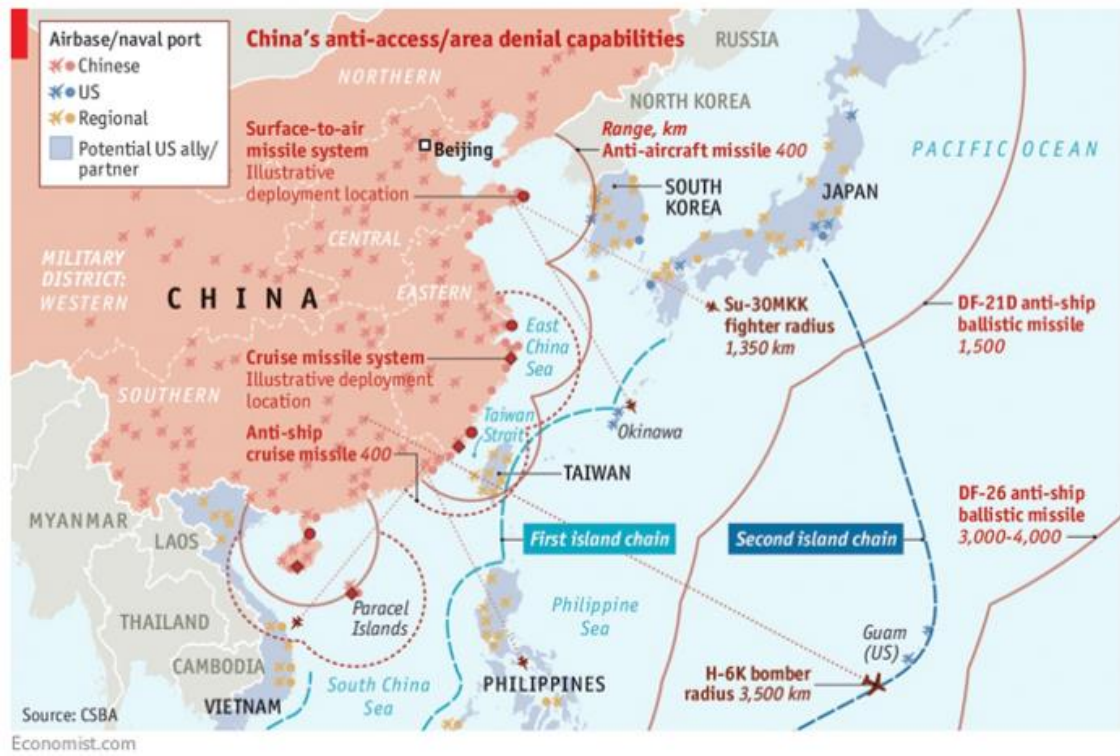 China's anti-access/area denial capabilities
Airbase/naval port
Chinese
US
Regional
Potential US ally/
partner
RUSSIA
NORTHERN
NORTH KOREA
Surface-to-air
missile system
Illustrative
deployment location
Beijing
Range, km
Anti-aircraft missile 400
PACIFIC OCEAN
SOUTH
KOREA
JAPAN
CENTRAL
MILITARY
DISTRICT:
WESTERN
CHINA
EASTERN
Su-30MKK
fighter radius
1,350 km
DF-21D anti-ship
ballistic missile
1,500
East
China
Sea
Cruise missile system
Illustrative deployment
location
SOUTHERN
Taiwan
Strait
Okinawa
Anti-ship
cruise missile 400
TAIWAN
DF-26 anti-ship
ballistic missile
3,000-4,000
MYANMAR
LAOS
First island chain
Second island chain
Paracel
Islands
Philippine
Sea
THAILAND
Guam
(US)
CAMBODIA
H-6K bomber
radius 3,500 km
PHILIPPINES
South China
Sea
VIETNAM
Source: CSBA
Economist.com